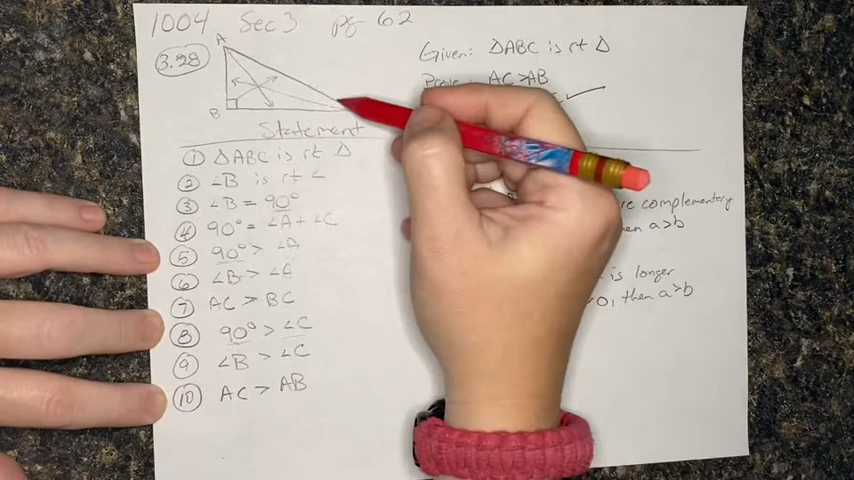 1004 Sec 3 pg 62
3.28
A
B
Given: △ABC is rt △
Prove: AC > AB
Statement
① △ABC is rt △
② ∠B is rt ∠
③ ∠B = 90°
④ 90° = ∠A + ∠C
⑤ 90° > ∠A
⑥ ∠B > ∠A
⑦ AC > BC
⑧ 90° > ∠C
⑨ ∠B > ∠C
⑩ AC > AB
complementary
then a>b
is longer
>0, then a>b